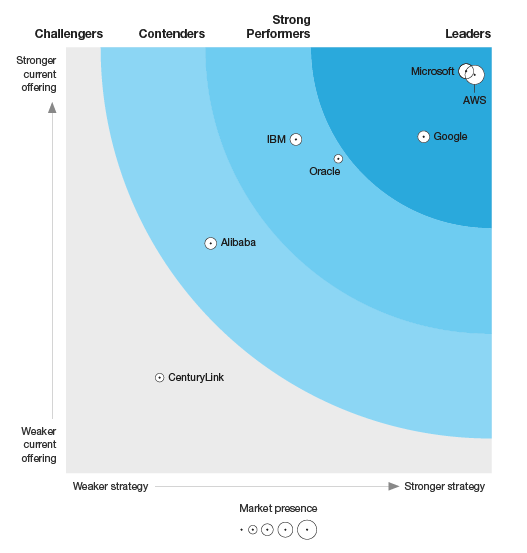 Challengers
Contenders
Strong
Performers
Leaders
Stronger
current
offering
Microsoft
AWS
Google
IBM
Oracle
Alibaba
CenturyLink
Weaker
current
offering
Weaker strategy
Stronger strategy
Market presence